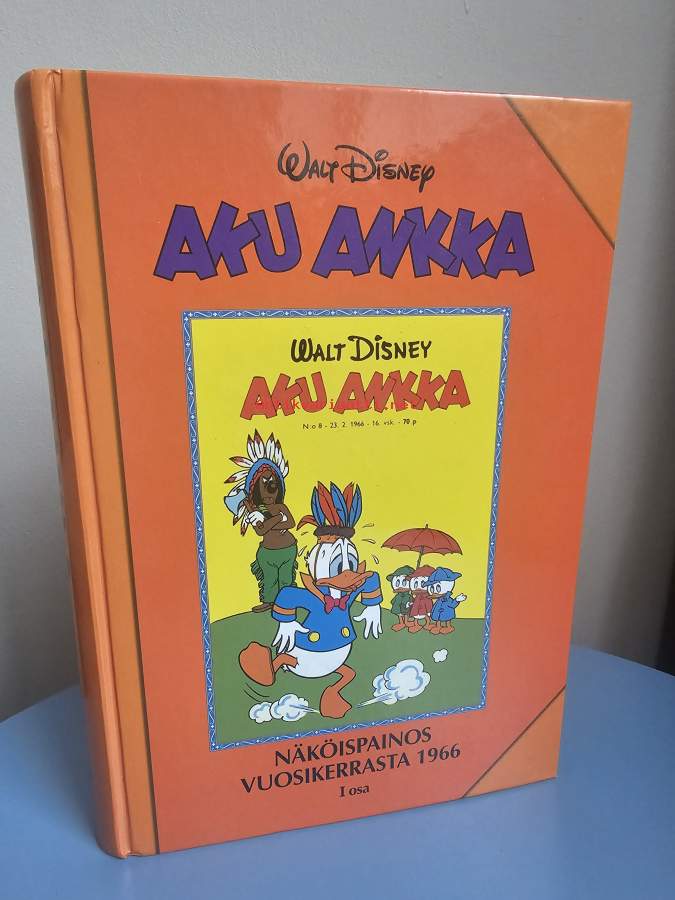 WALT DISNEY
AKU ANKKA
WALT DISNEY
AKU ANKKA
N:o 8 - 23. 2. 1966 - 16. vsk. - 70 p
NÄKÖISPAINOS
VUOSIKERRASTA 1966
I osa